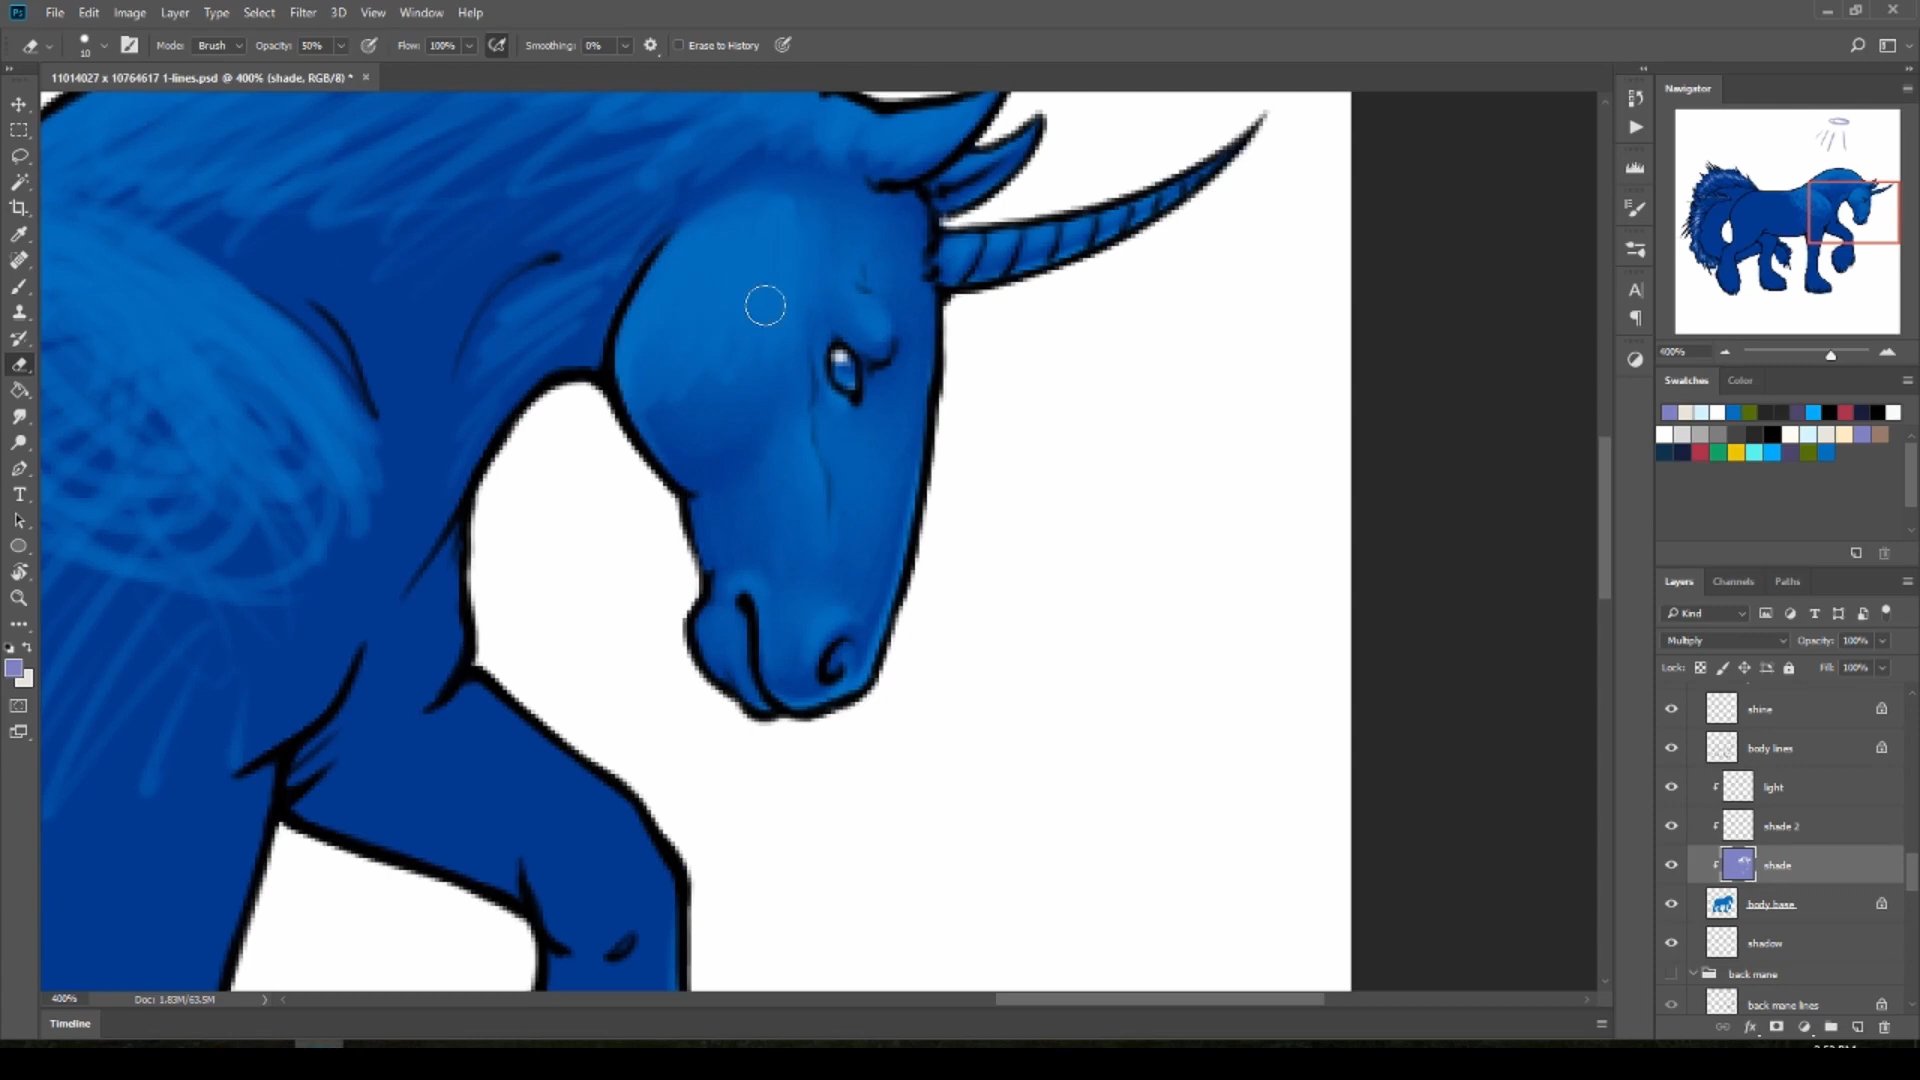 Ps File Edit Image Layer Type Select Filter 3D View Window Help
10 Mode: Brush Opacity: 50% Flow: 100% Smoothing: 0% Erase to History
11014027 x 10764617 1-lines.psd @ 400% (shade, RGB/8) *
Navigator
400%
Swatches Color
Layers Channels Paths
Kind
Multiply Opacity: 100%
Lock: Fill: 100%
shine
body lines
light
shade 2
shade
body base
shadow
back mane
back mane lines
400% Doc: 1.83M/63.5M
Timeline